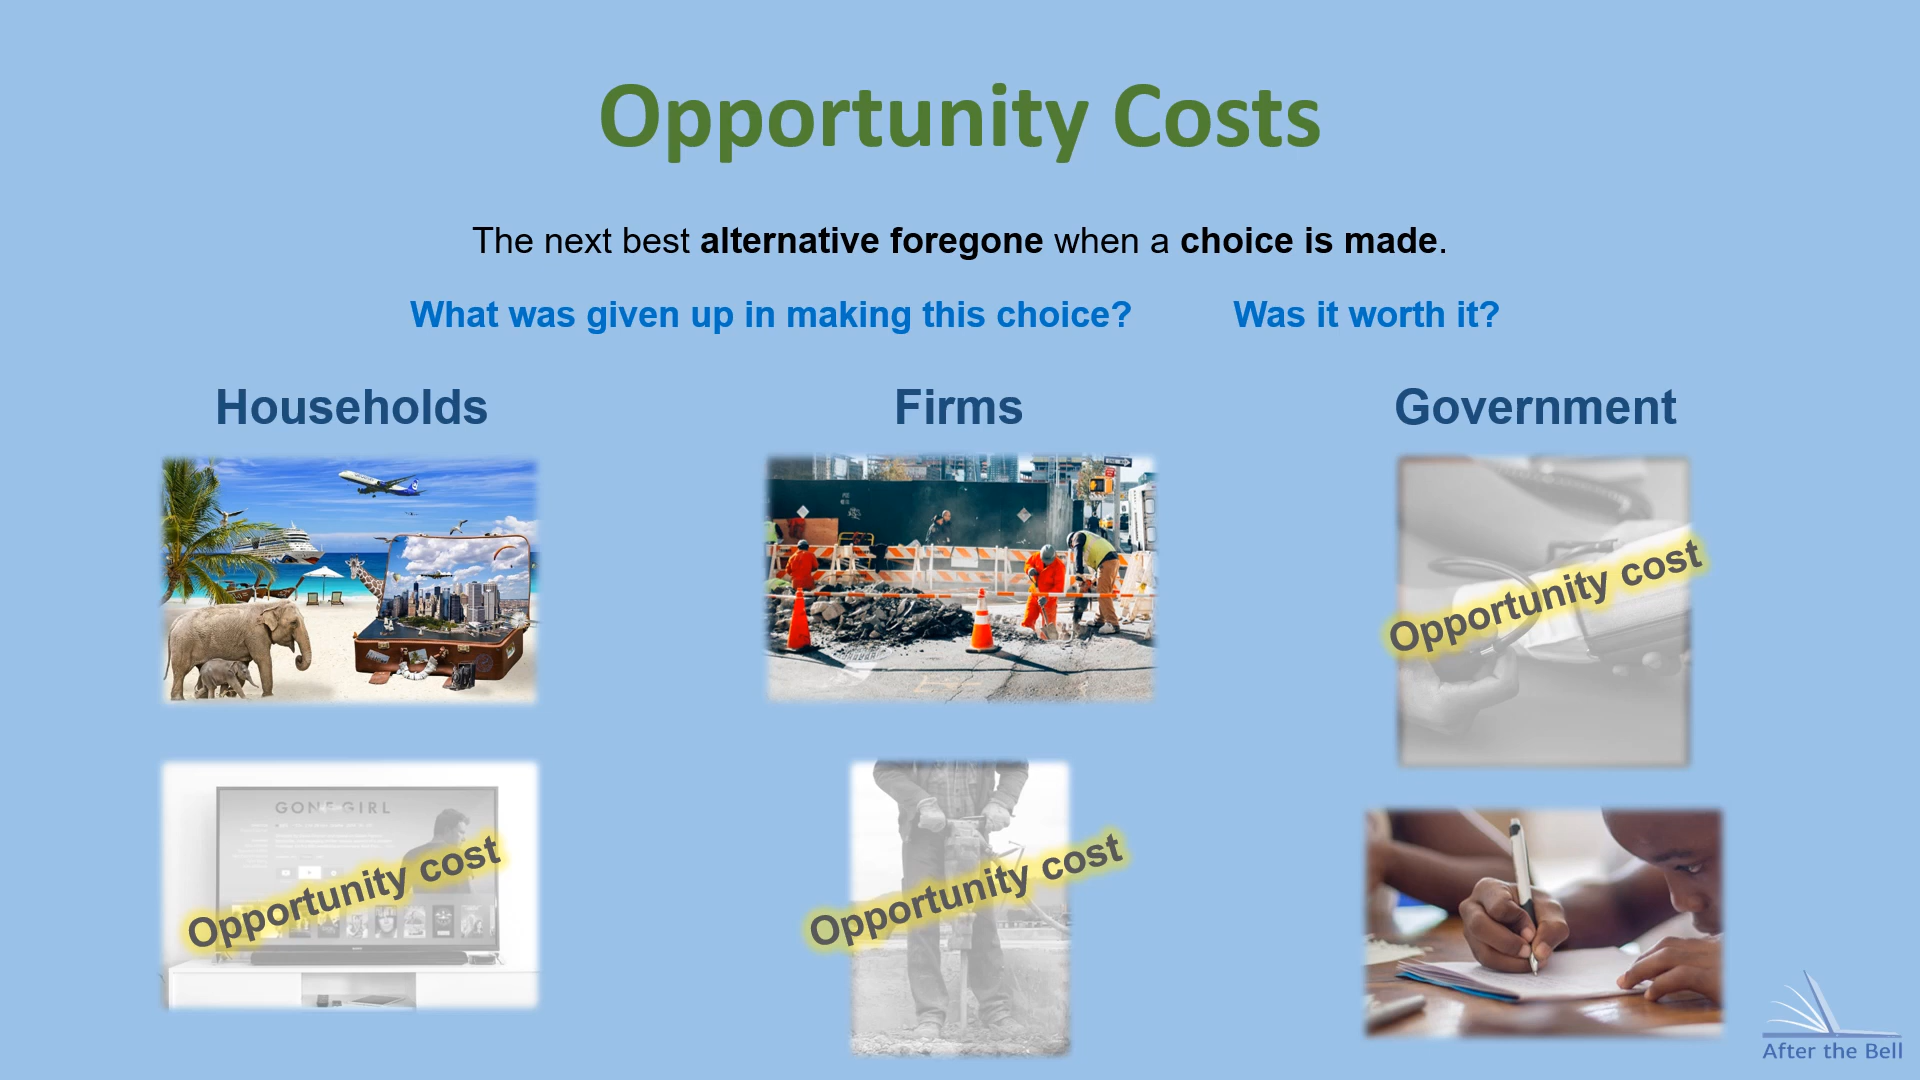 Opportunity Costs
The next best alternative foregone when a choice is made.
What was given up in making this choice? Was it worth it?
Households
Firms
Government
Opportunity cost
GONE GIRL
Opportunity cost
Opportunity cost
After the Bell